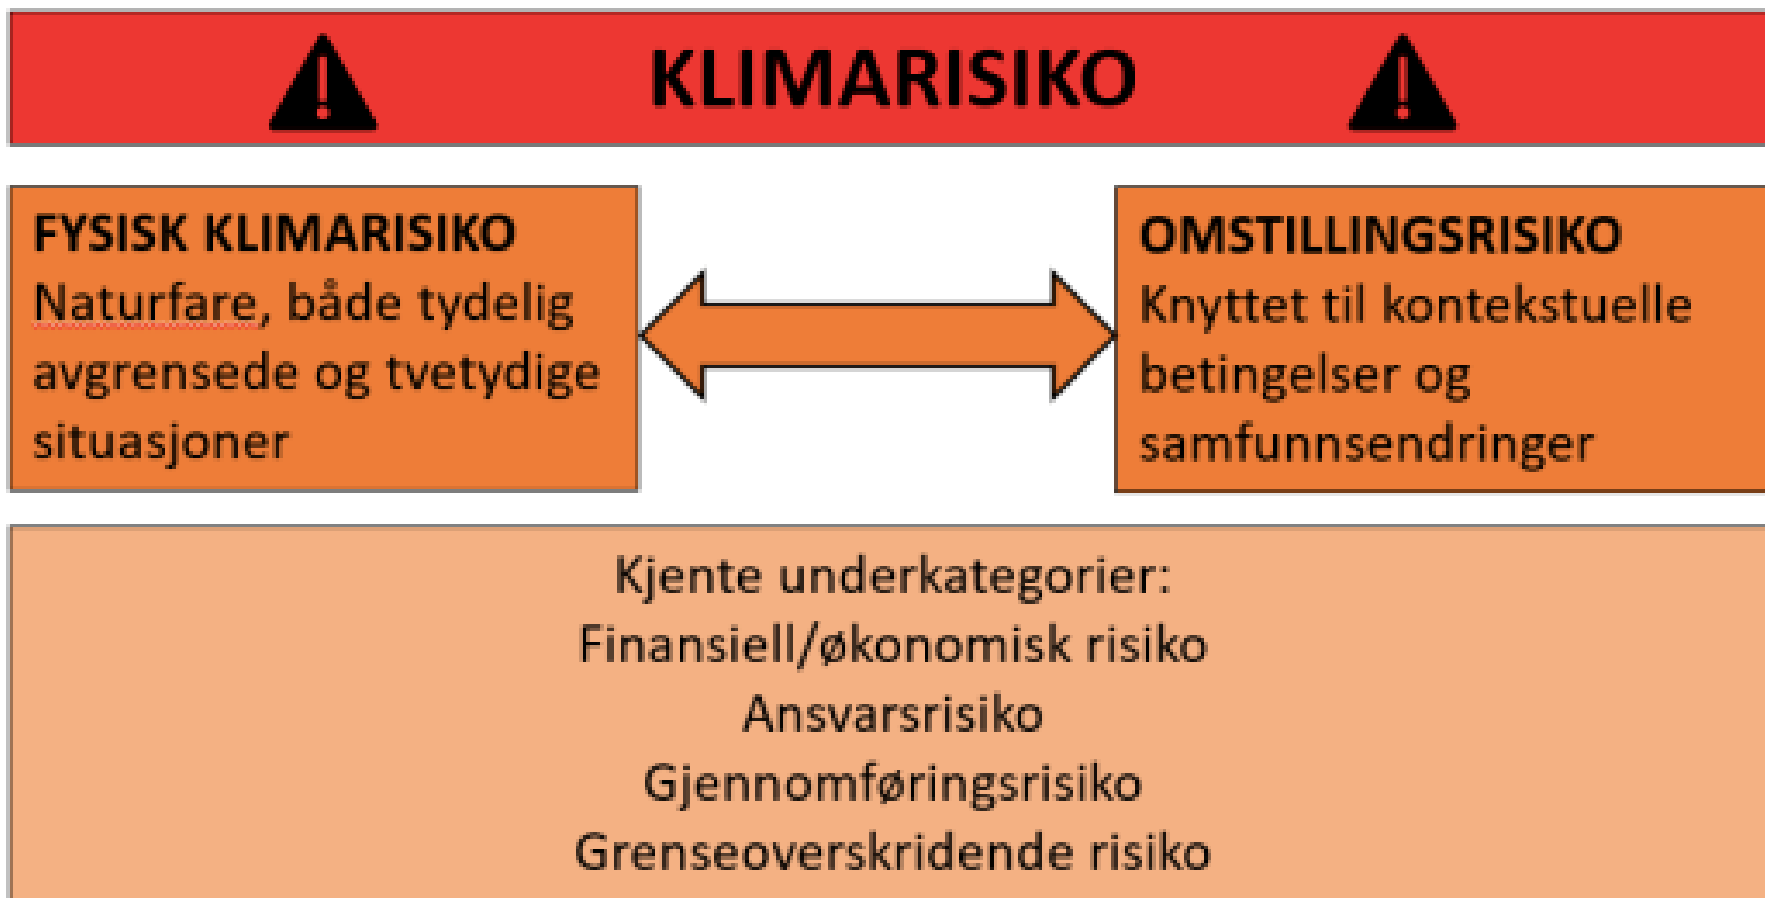 KLIMARISIKO
FYSISK KLIMARISIKO
Naturfare, både tydelig
avgrensede og tvetydige
situasjoner
OMSTILLINGSRISIKO
Knyttet til kontekstuelle
betingelser og
samfunnsendringer
Kjente underkategorier:
Finansiell/økonomisk risiko
Ansvarsrisiko
Gjennomføringsrisiko
Grenseoverskridende risiko